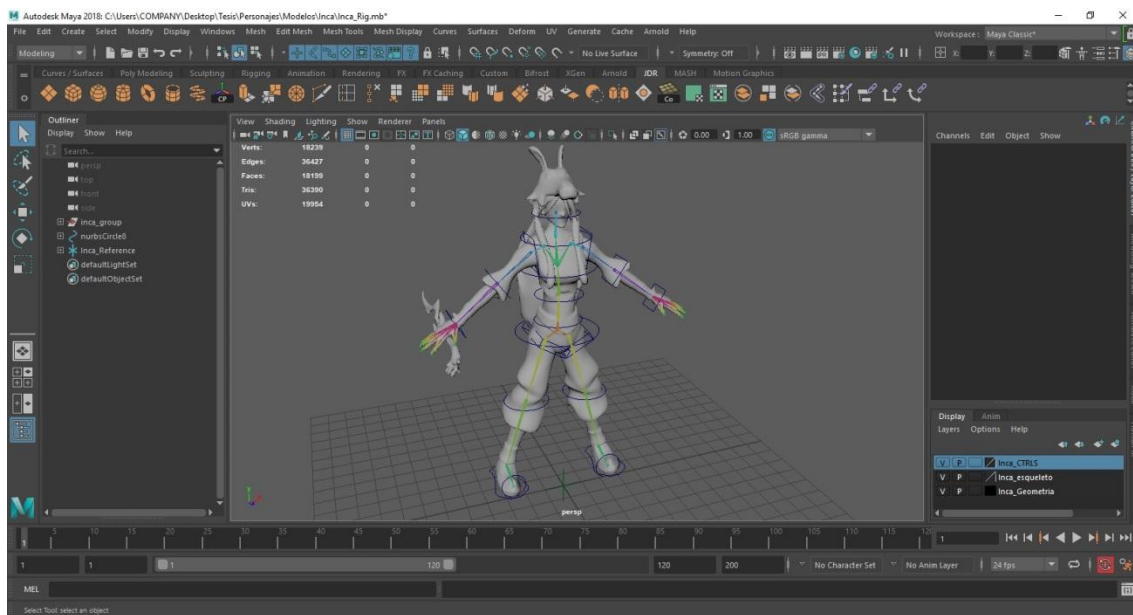 Autodesk Maya 2018: C:\Users\COMPANY\Desktop\Tesis\Personajes\Modelos\Inca\Inca_Rig.mb*
File Edit Create Select Modify Display Windows Mesh Edit Mesh Mesh Tools Mesh Display Curves Surfaces Deform UV Generate Cache Arnold Help
Workspace: Maya Classic*
Modeling No Live Surface Symmetry: Off X: Y: Z:
Curves / Surfaces Poly Modeling Sculpting Rigging Animation Rendering FX FX Caching Custom Bifrost XGen Arnold JDR MASH Motion Graphics
CP Co
Outliner
Display Show Help
Search...
persp
top
front
side
inca_group
nurbsCircle8
Inca_Reference
defaultLightSet
defaultObjectSet
View Shading Lighting Show Renderer Panels
0.00 1.00 sRGB gamma
Verts: 18239 0 0
Edges: 36427 0 0
Faces: 18199 0 0
Tris: 36390 0 0
UVs: 19954 0 0
persp
Channels Edit Object Show
Display Anim
Layers Options Help
V P Inca_CTRLS
V P Inca_esqueleto
V P Inca_Geometria
1 5 10 15 20 25 30 35 40 45 50 55 60 65 70 75 80 85 90 95 100 105 110 115 1
1 1 1 120 120 200 No Character Set No Anim Layer 24 fps
MEL
Select Tool: select an object